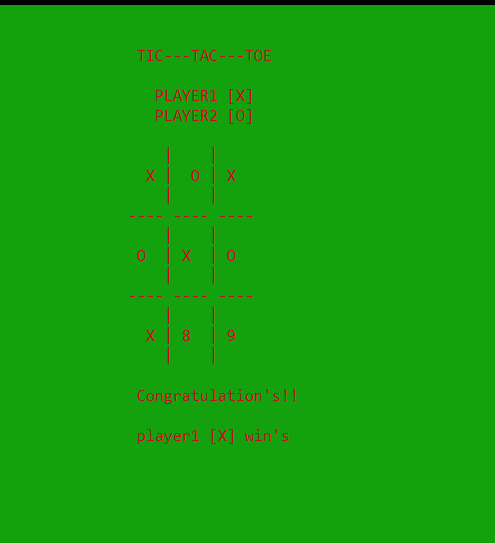 TIC---TAC---TOE
PLAYER1 [X]
PLAYER2 [O]
|    |
X |  O | X
|    |
---- ---- ----
|    |
O  | X  | O
|    |
---- ---- ----
|    |
X | 8  | 9
|    |
Congratulation's!!
player1 [X] win's